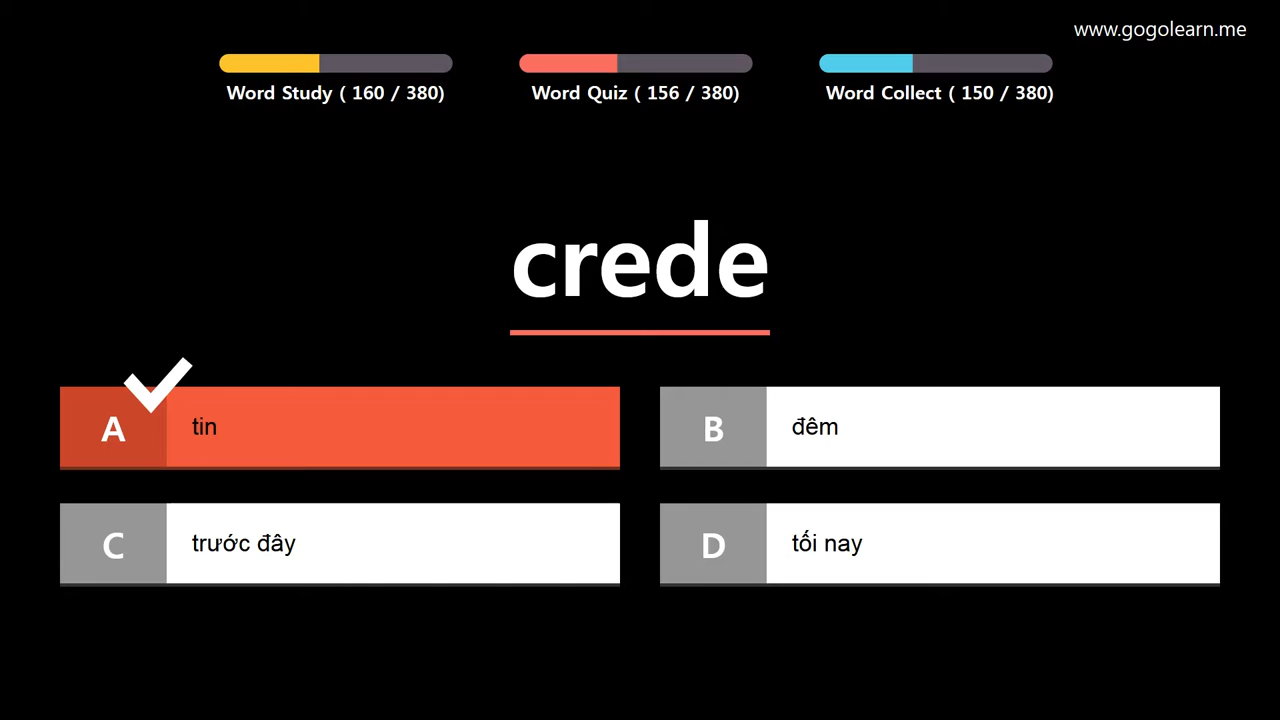 www.gogolearn.me
Word Study ( 160 / 380)
Word Quiz ( 156 / 380)
Word Collect ( 150 / 380)
crede
A
tin
B
đêm
C
trước đây
D
tối nay